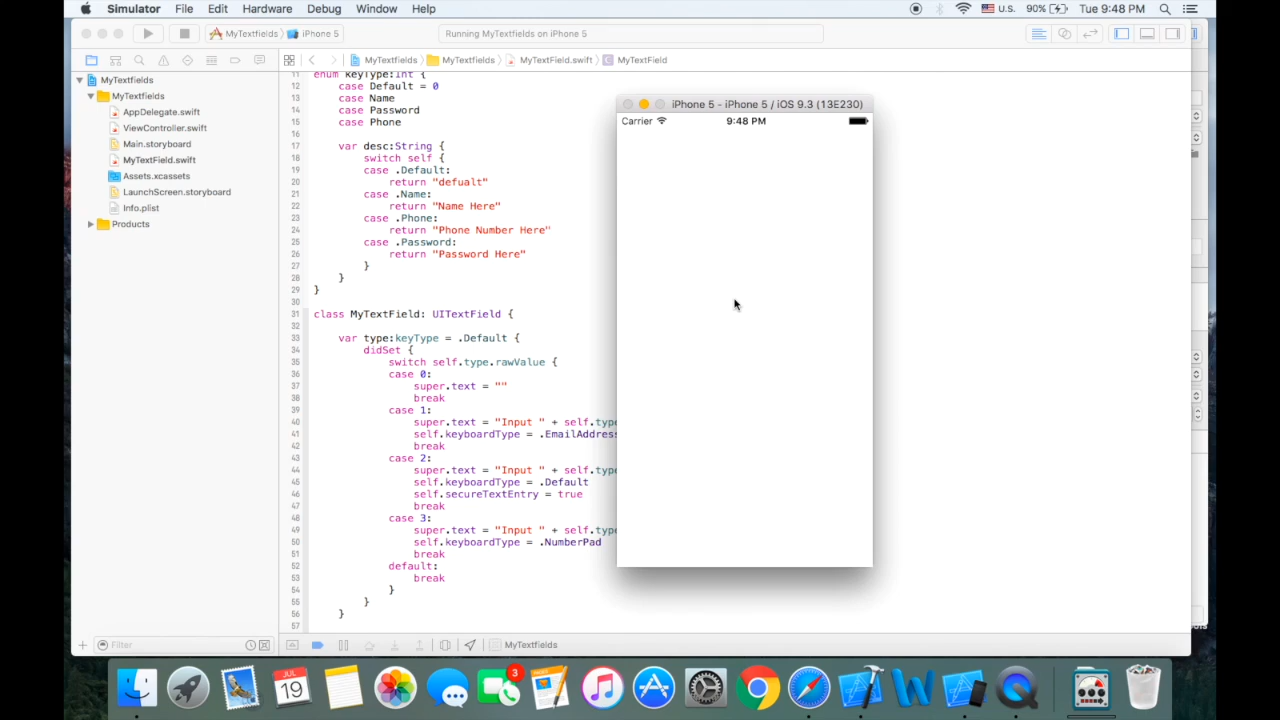 Simulator File Edit Hardware Debug Window Help U.S. 90% Tue 9:48 PM
MyTextfields iPhone 5 Running MyTextfields on iPhone 5
MyTextfields MyTextfields MyTextField.swift MyTextField
MyTextfields
MyTextfields
AppDelegate.swift
ViewController.swift
Main.storyboard
MyTextField.swift
Assets.xcassets
LaunchScreen.storyboard
Info.plist
Products
11 enum keyType:Int {
12 case Default = 0
13 case Name
14 case Password
15 case Phone
16
17 var desc:String {
18 switch self {
19 case .Default:
20 return "defualt"
21 case .Name:
22 return "Name Here"
23 case .Phone:
24 return "Phone Number Here"
25 case .Password:
26 return "Password Here"
27 }
28 }
29 }
30
31 class MyTextField: UITextField {
32
33 var type:keyType = .Default {
34 didSet {
35 switch self.type.rawValue {
36 case 0:
37 super.text = ""
38 break
39 case 1:
40 super.text = "Input " + self.type
41 self.keyboardType = .EmailAddress
42 break
43 case 2:
44 super.text = "Input " + self.type
45 self.keyboardType = .Default
46 self.secureTextEntry = true
47 break
48 case 3:
49 super.text = "Input " + self.type
50 self.keyboardType = .NumberPad
51 break
52 default:
53 break
54 }
55 }
56 }
57
iPhone 5 - iPhone 5 / iOS 9.3 (13E230)
Carrier 9:48 PM
Filter
MyTextfields
JUL
19
3